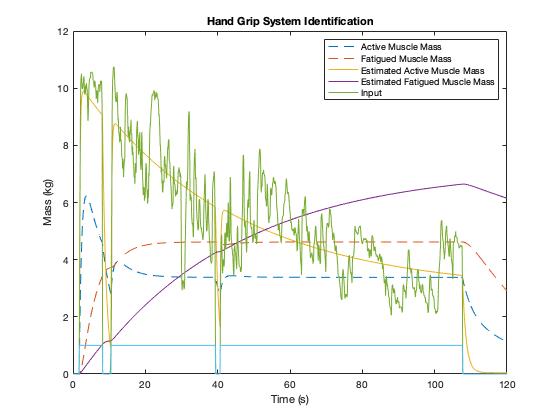 Hand Grip System Identification
12
10
8
6
4
2
0
Mass (kg)
Active Muscle Mass
Fatigued Muscle Mass
Estimated Active Muscle Mass
Estimated Fatigued Muscle Mass
Input
0 20 40 60 80 100 120
Time (s)